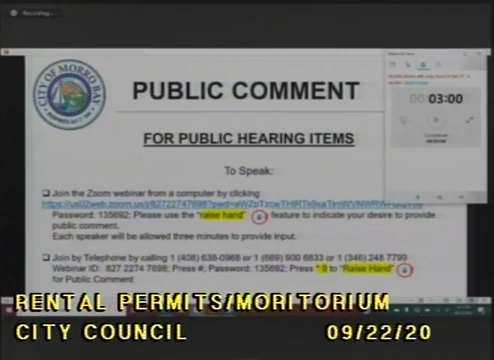 Recording...
CITY OF MORRO BAY
PUBLIC COMMENT
FOR PUBLIC HEARING ITEMS
03:00
To Speak:
Join the Zoom webinar from a computer by clicking
Password: 135692; Please use the "raise hand" feature to indicate your desire to provide
public comment.
Each speaker will be allowed three minutes to provide input.
Join by Telephone by calling 1 (408) 638-0968 or 1 (669) 900 6833 or 1 (346) 248 7799
Webinar ID: 827 2274 7698; Press #; Password: 135692; Press * 9 to "Raise Hand"
for Public Comment
RENTAL PERMITS/MORITORIUM
CITY COUNCIL 09/22/20